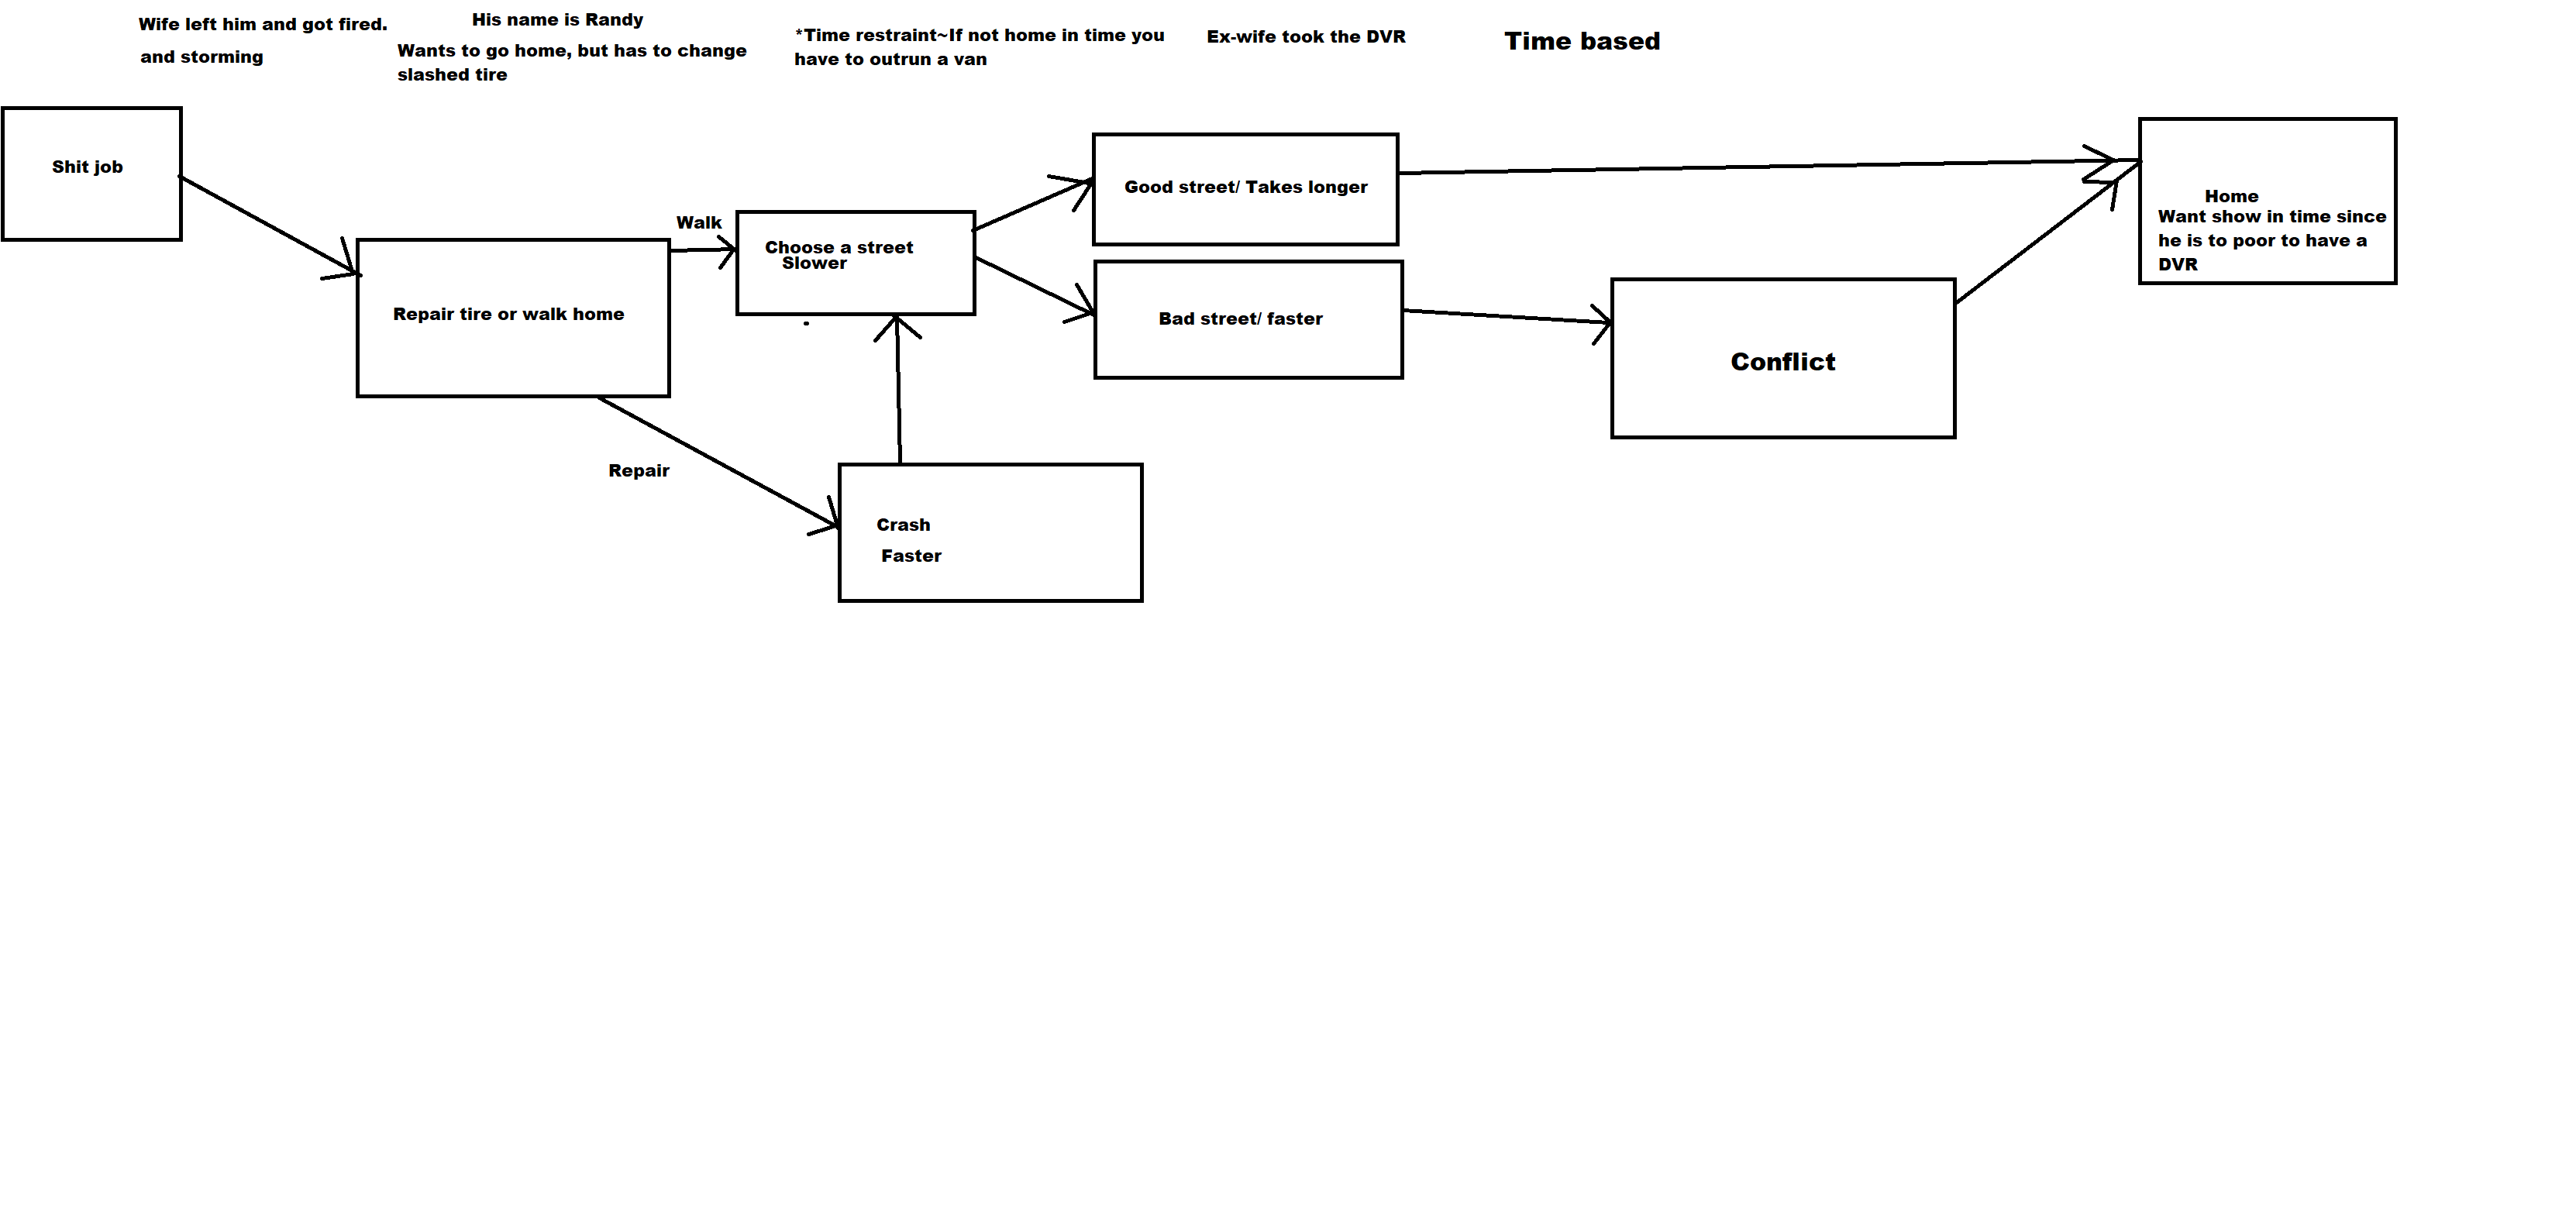 Wife left him and got fired.
and storming
His name is Randy
Wants to go home, but has to change
slashed tire
*Time restraint~If not home in time you
have to outrun a van
Ex-wife took the DVR
Time based
Shit job
Repair tire or walk home
Walk
Repair
Choose a street
Slower
Crash
Faster
Good street/ Takes longer
Bad street/ faster
Conflict
Home
Want show in time since
he is to poor to have a
DVR